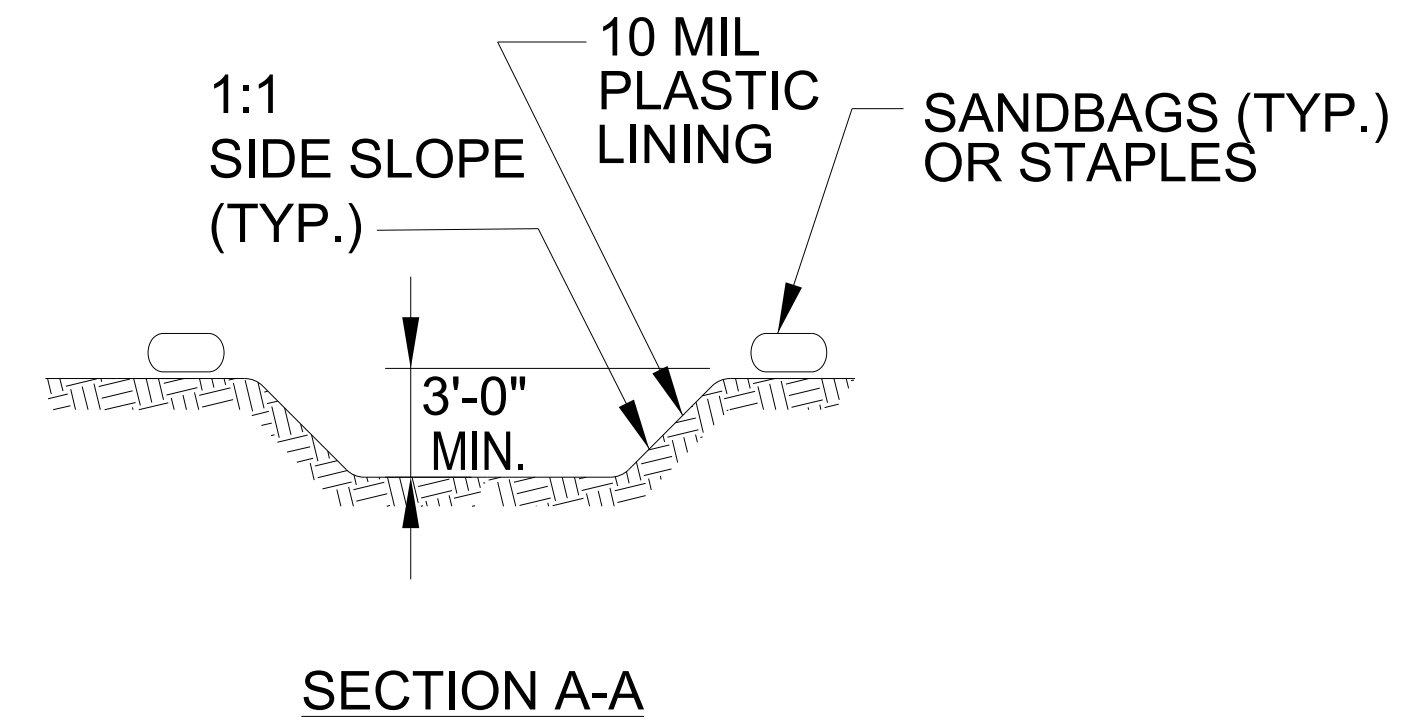 10 MIL
PLASTIC
LINING
1:1
SIDE SLOPE
(TYP.)
SANDBAGS (TYP.)
OR STAPLES
3'-0"
MIN.
SECTION A-A